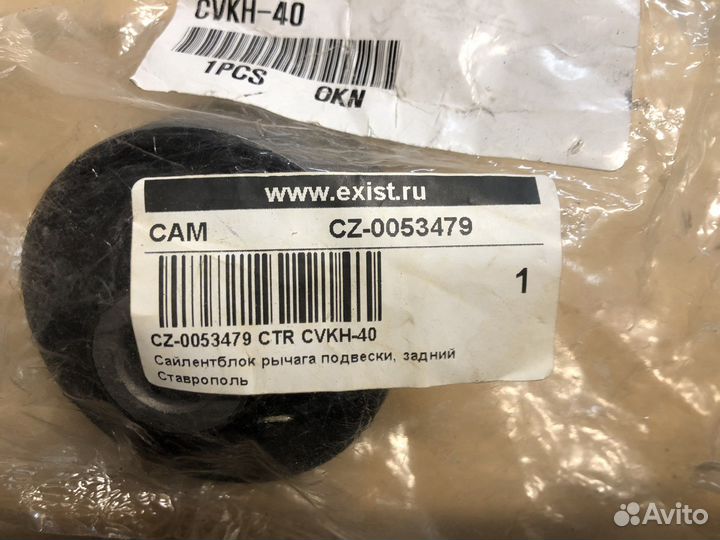 CVKH-40
1PCS OKN
www.exist.ru
САМ CZ-0053479
1
CZ-0053479 CTR CVKH-40
Сайлентблок рычага подвески, задний
Ставрополь
Avito